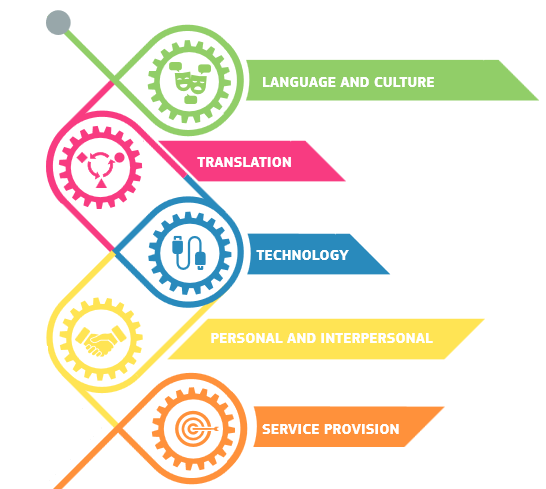 LANGUAGE AND CULTURE
TRANSLATION
TECHNOLOGY
PERSONAL AND INTERPERSONAL
SERVICE PROVISION